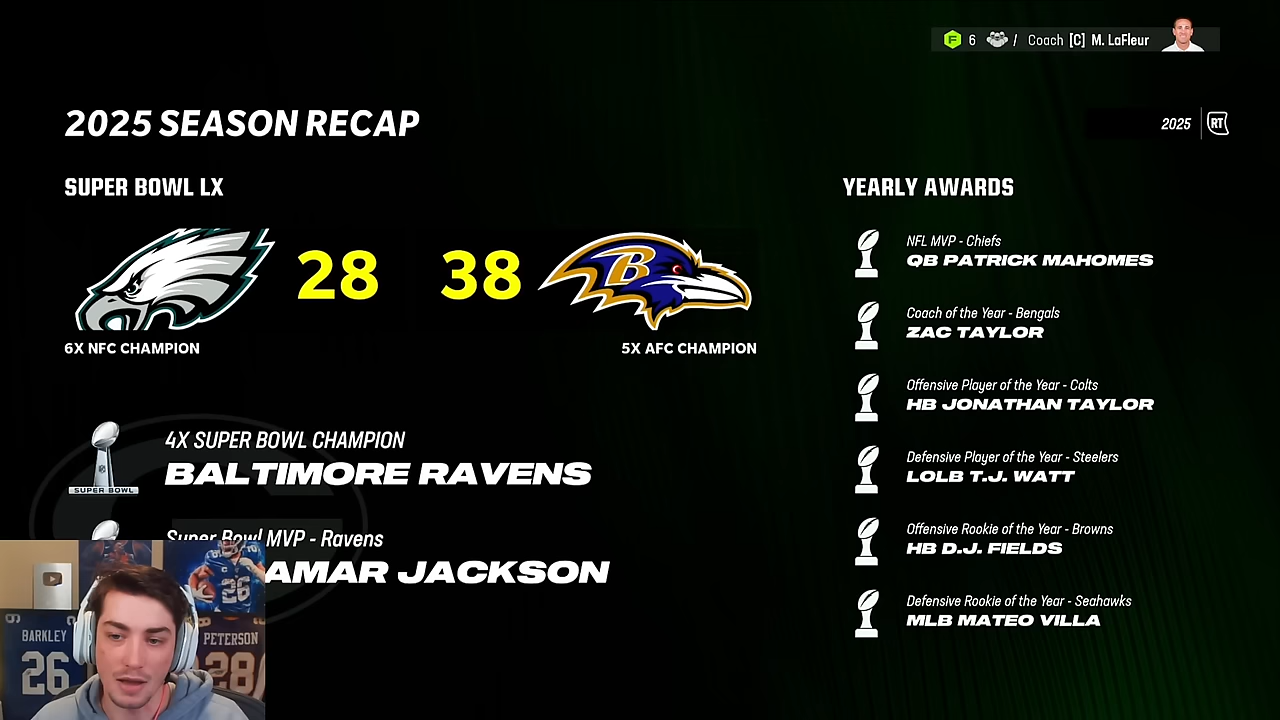 6 / Coach [C] M. LaFleur
2025 SEASON RECAP
2025 RT
SUPER BOWL LX
28 38
B
6X NFC CHAMPION
5X AFC CHAMPION
4X SUPER BOWL CHAMPION
BALTIMORE RAVENS
SUPER BOWL
Super Bowl MVP - Ravens
AMAR JACKSON
YEARLY AWARDS
NFL MVP - Chiefs
QB PATRICK MAHOMES
Coach of the Year - Bengals
ZAC TAYLOR
Offensive Player of the Year - Colts
HB JONATHAN TAYLOR
Defensive Player of the Year - Steelers
LOLB T.J. WATT
Offensive Rookie of the Year - Browns
HB D.J. FIELDS
Defensive Rookie of the Year - Seahawks
MLB MATEO VILLA
26
BARKLEY
26
PETERSON
28